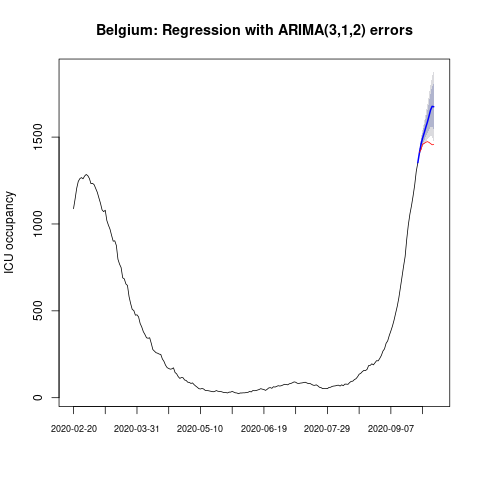 Belgium: Regression with ARIMA(3,1,2) errors
ICU occupancy
1500
1000
500
0
2020-02-20 2020-03-31 2020-05-10 2020-06-19 2020-07-29 2020-09-07